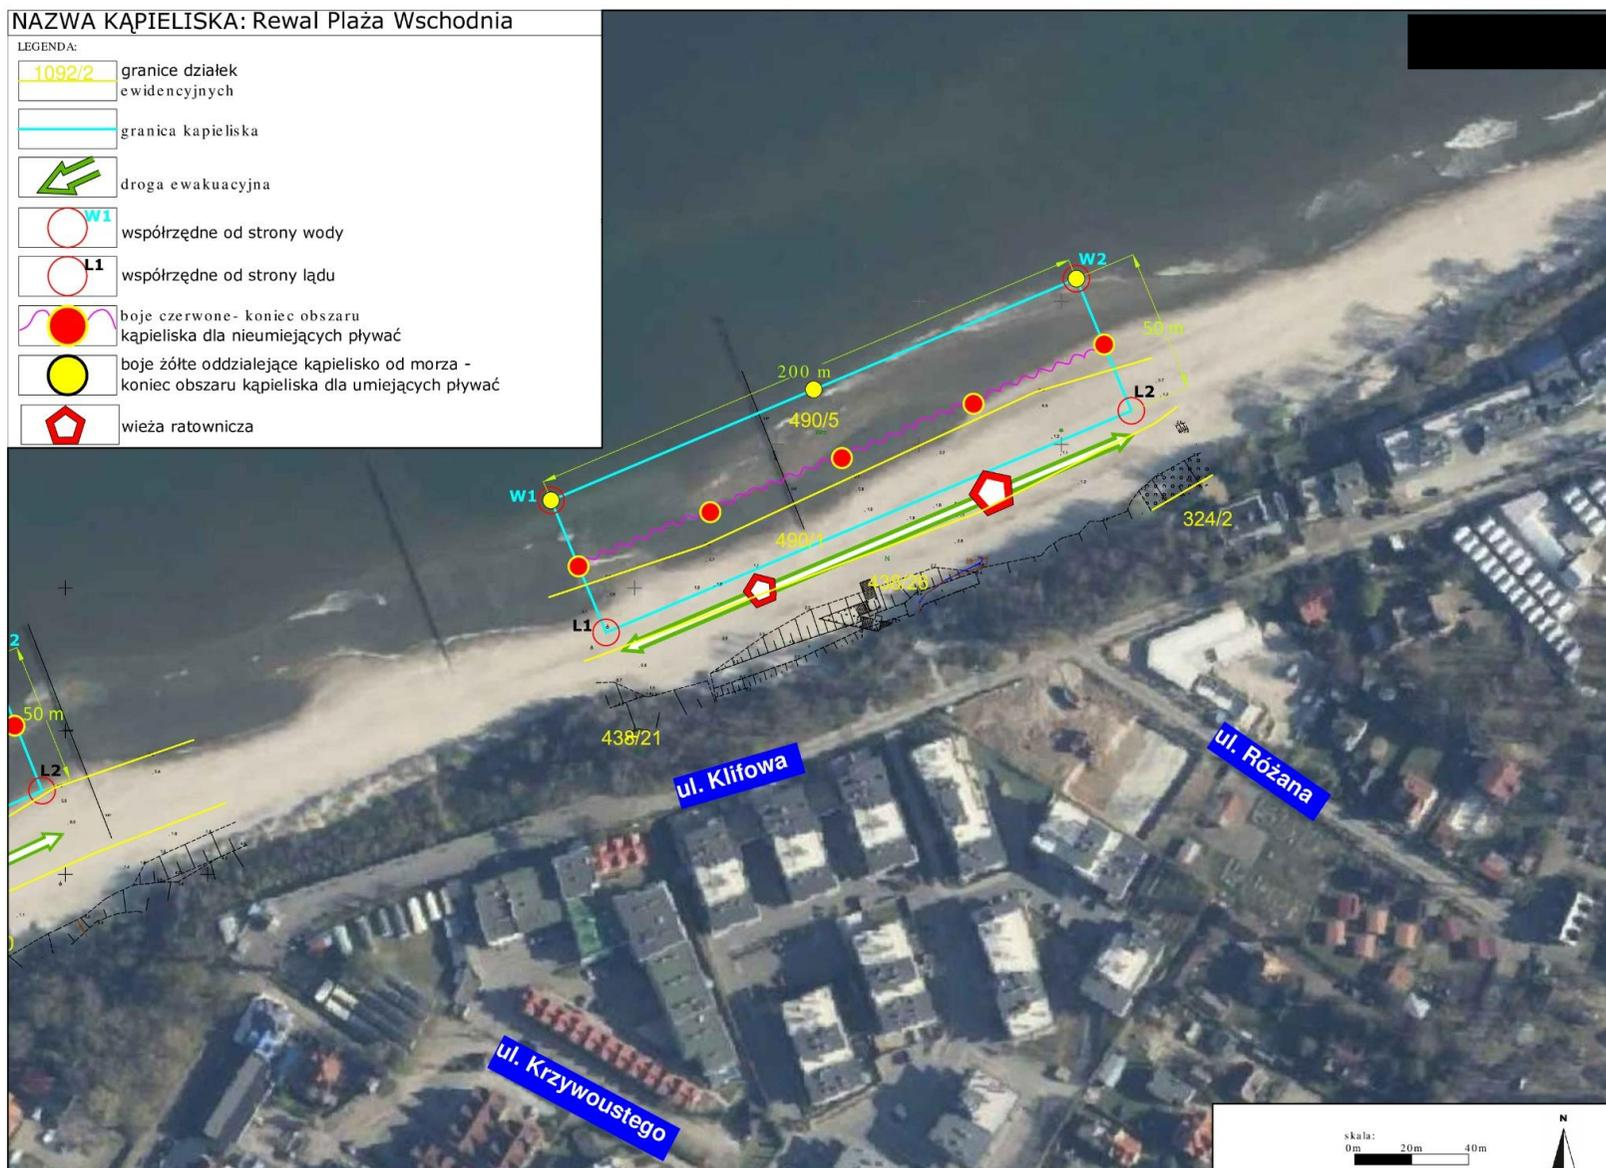 NAZWA KĄPIELISKA: Rewal Plaża Wschodnia
LEGENDA:
1092/2
granice działek
ewidencyjnych
granica kapieliska
droga ewakuacyjna
W1
współrzędne od strony wody
L1
współrzędne od strony lądu
boje czerwone- koniec obszaru
kąpieliska dla nieumiejących pływać
boje żółte oddzialejące kąpielisko od morza -
koniec obszaru kąpieliska dla umiejących pływać
wieża ratownicza
W2
50 m
200 m
L2
490/5
W1
324/2
490/1
L1
2
50 m
438/21
L2
ul. Klifowa
ul. Różana
ul. Krzywoustego
N
skala:
0m 20m 40m